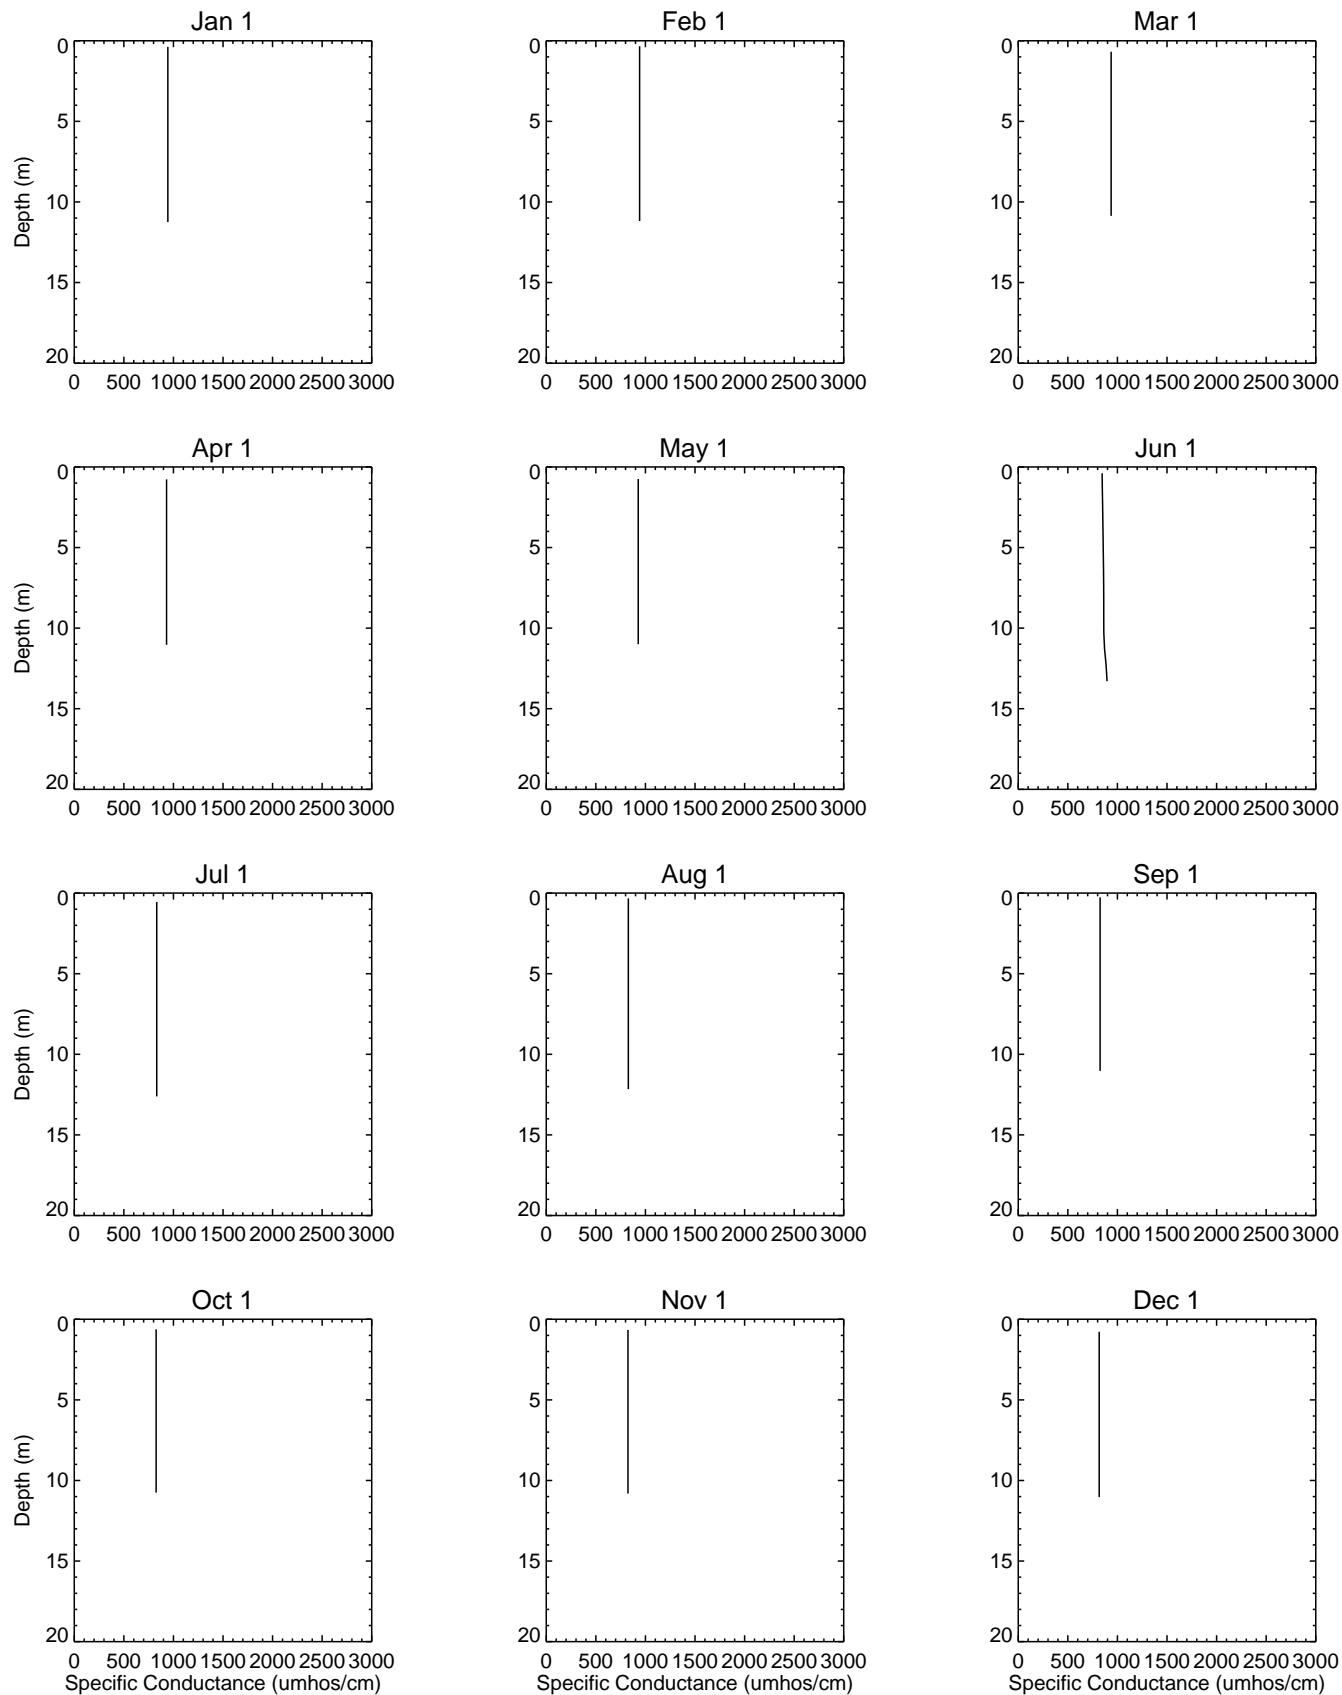 Jan 1 Feb 1 Mar 1
0 0 0
5 5 5
Depth (m)
10 10 10
15 15 15
20 20 20
0 500 1000 1500 2000 2500 3000 0 500 1000 1500 2000 2500 3000 0 500 1000 1500 2000 2500 3000
Apr 1 May 1 Jun 1
0 0 0
5 5 5
Depth (m)
10 10 10
15 15 15
20 20 20
0 500 1000 1500 2000 2500 3000 0 500 1000 1500 2000 2500 3000 0 500 1000 1500 2000 2500 3000
Jul 1 Aug 1 Sep 1
0 0 0
5 5 5
Depth (m)
10 10 10
15 15 15
20 20 20
0 500 1000 1500 2000 2500 3000 0 500 1000 1500 2000 2500 3000 0 500 1000 1500 2000 2500 3000
Oct 1 Nov 1 Dec 1
0 0 0
5 5 5
Depth (m)
10 10 10
15 15 15
20 20 20
0 500 1000 1500 2000 2500 3000 0 500 1000 1500 2000 2500 3000 0 500 1000 1500 2000 2500 3000
Specific Conductance (umhos/cm) Specific Conductance (umhos/cm) Specific Conductance (umhos/cm)